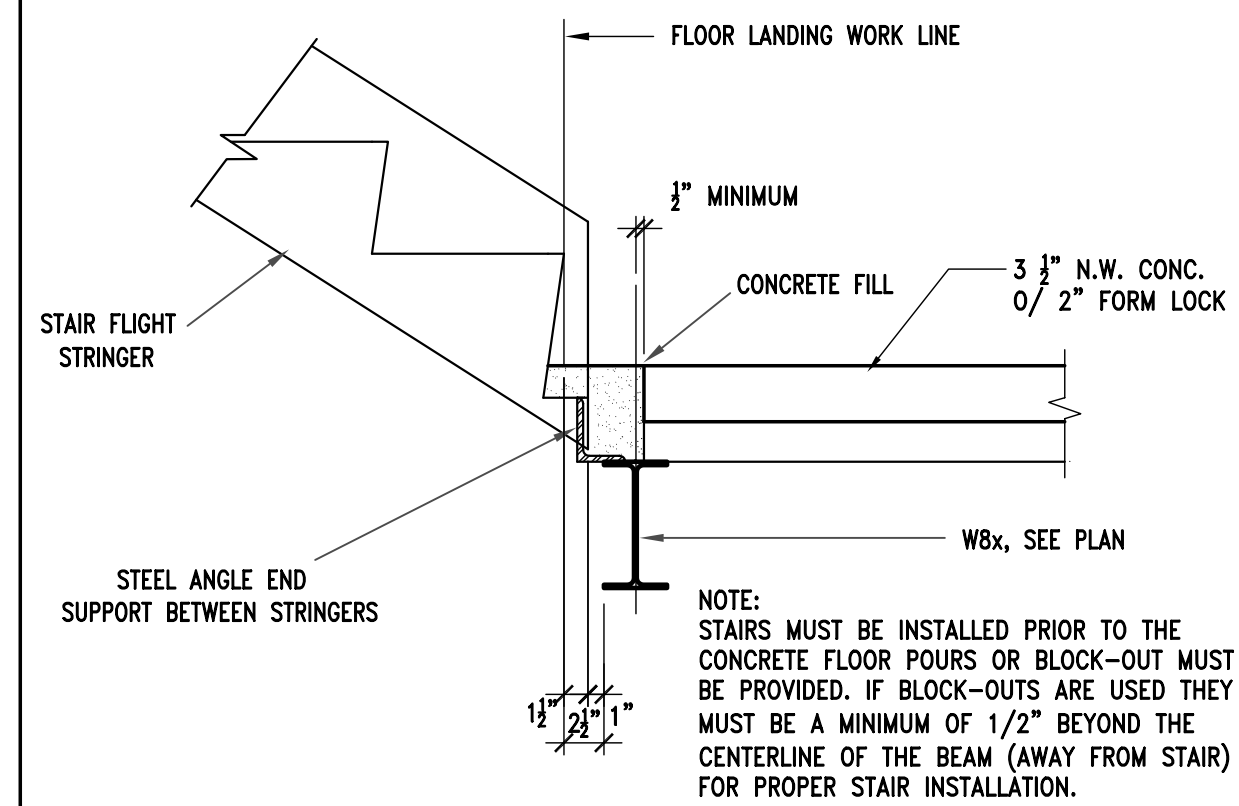 FLOOR LANDING WORK LINE
½” MINIMUM
CONCRETE FILL
3 ½” N.W. CONC.
O/ 2” FORM LOCK
STAIR FLIGHT
STRINGER
W8x, SEE PLAN
STEEL ANGLE END
SUPPORT BETWEEN STRINGERS
1½” 1”
2½”
NOTE:
STAIRS MUST BE INSTALLED PRIOR TO THE
CONCRETE FLOOR POURS OR BLOCK–OUT MUST
BE PROVIDED. IF BLOCK–OUTS ARE USED THEY
MUST BE A MINIMUM OF 1/2” BEYOND THE
CENTERLINE OF THE BEAM (AWAY FROM STAIR)
FOR PROPER STAIR INSTALLATION.